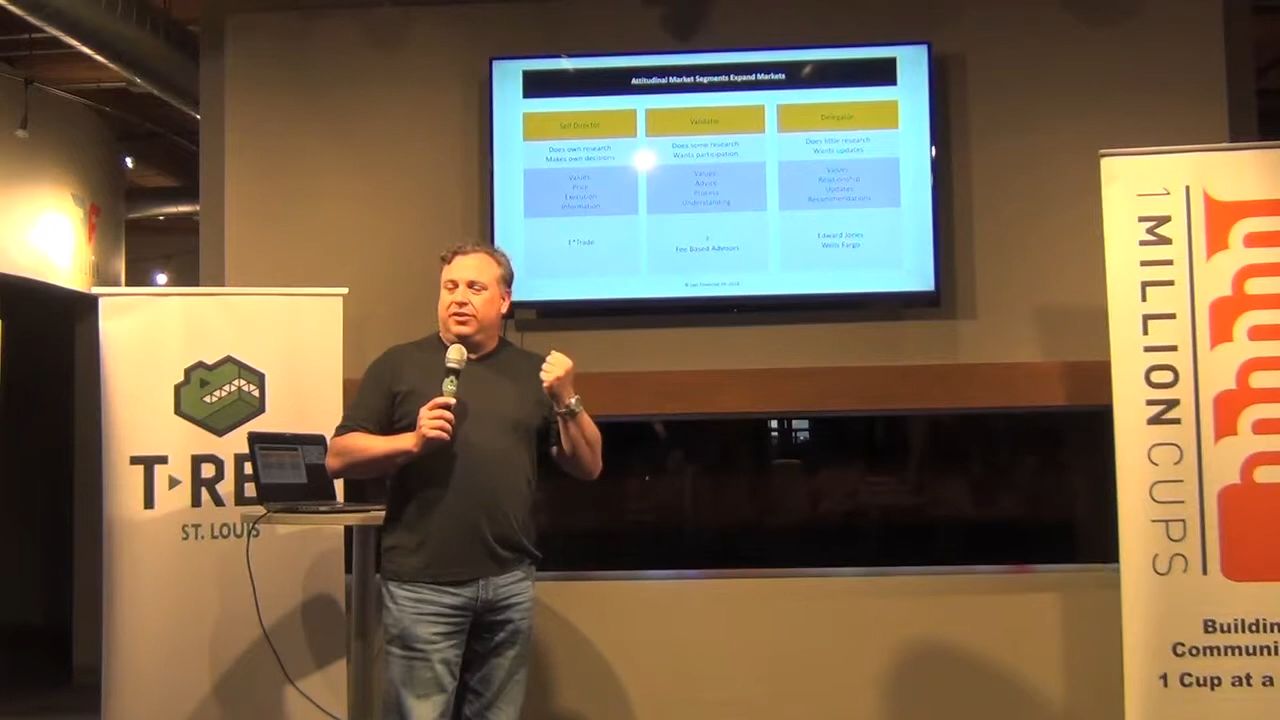 Attitudinal Market Segments Expand Markets
Self Director
Does own research
Makes own decisions
Values
Price
Execution
Information
E*Trade
Validator
Does some research
Wants participation
Values
Advice
Process
Understanding
?
Fee Based Advisors
Delegator
Does little research
Wants updates
Values
Relationship
Updates
Recommendations
Edward Jones
Wells Fargo
T-RE
ST. LOUIS
1 MILLION CUPS
Buildin
Communi
1 Cup at a